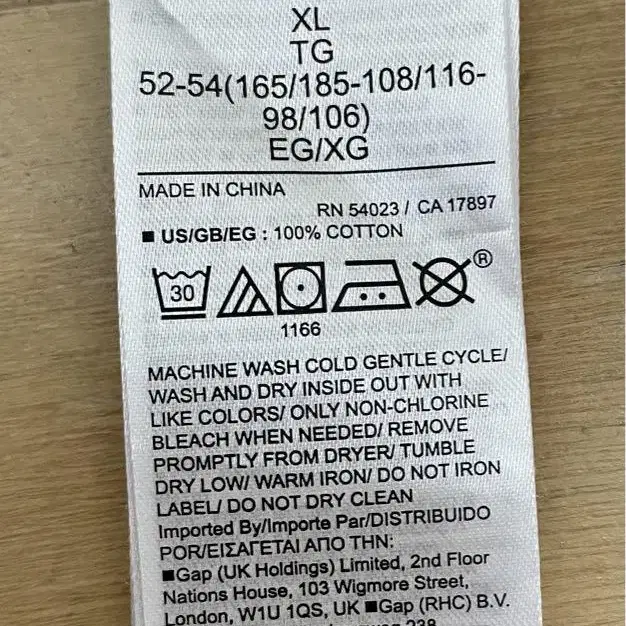 XL
TG
52-54(165/185-108/116-
98/106)
EG/XG
MADE IN CHINA
RN 54023 / CA 17897
■ US/GB/EG : 100% COTTON
30
®
1166
MACHINE WASH COLD GENTLE CYCLE/
WASH AND DRY INSIDE OUT WITH
LIKE COLORS/ ONLY NON-CHLORINE
BLEACH WHEN NEEDED/ REMOVE
PROMPTLY FROM DRYER/ TUMBLE
DRY LOW/ WARM IRON/ DO NOT IRON
LABEL/ DO NOT DRY CLEAN
Imported By/Importe Par/DISTRIBUIDO
POR/ΕΙΣΑΓΕΤΑΙ ΑΠΟ ΤΗΝ:
■Gap (UK Holdings) Limited, 2nd Floor
Nations House, 103 Wigmore Street,
London, W1U 1QS, UK ■Gap (RHC) B.V.